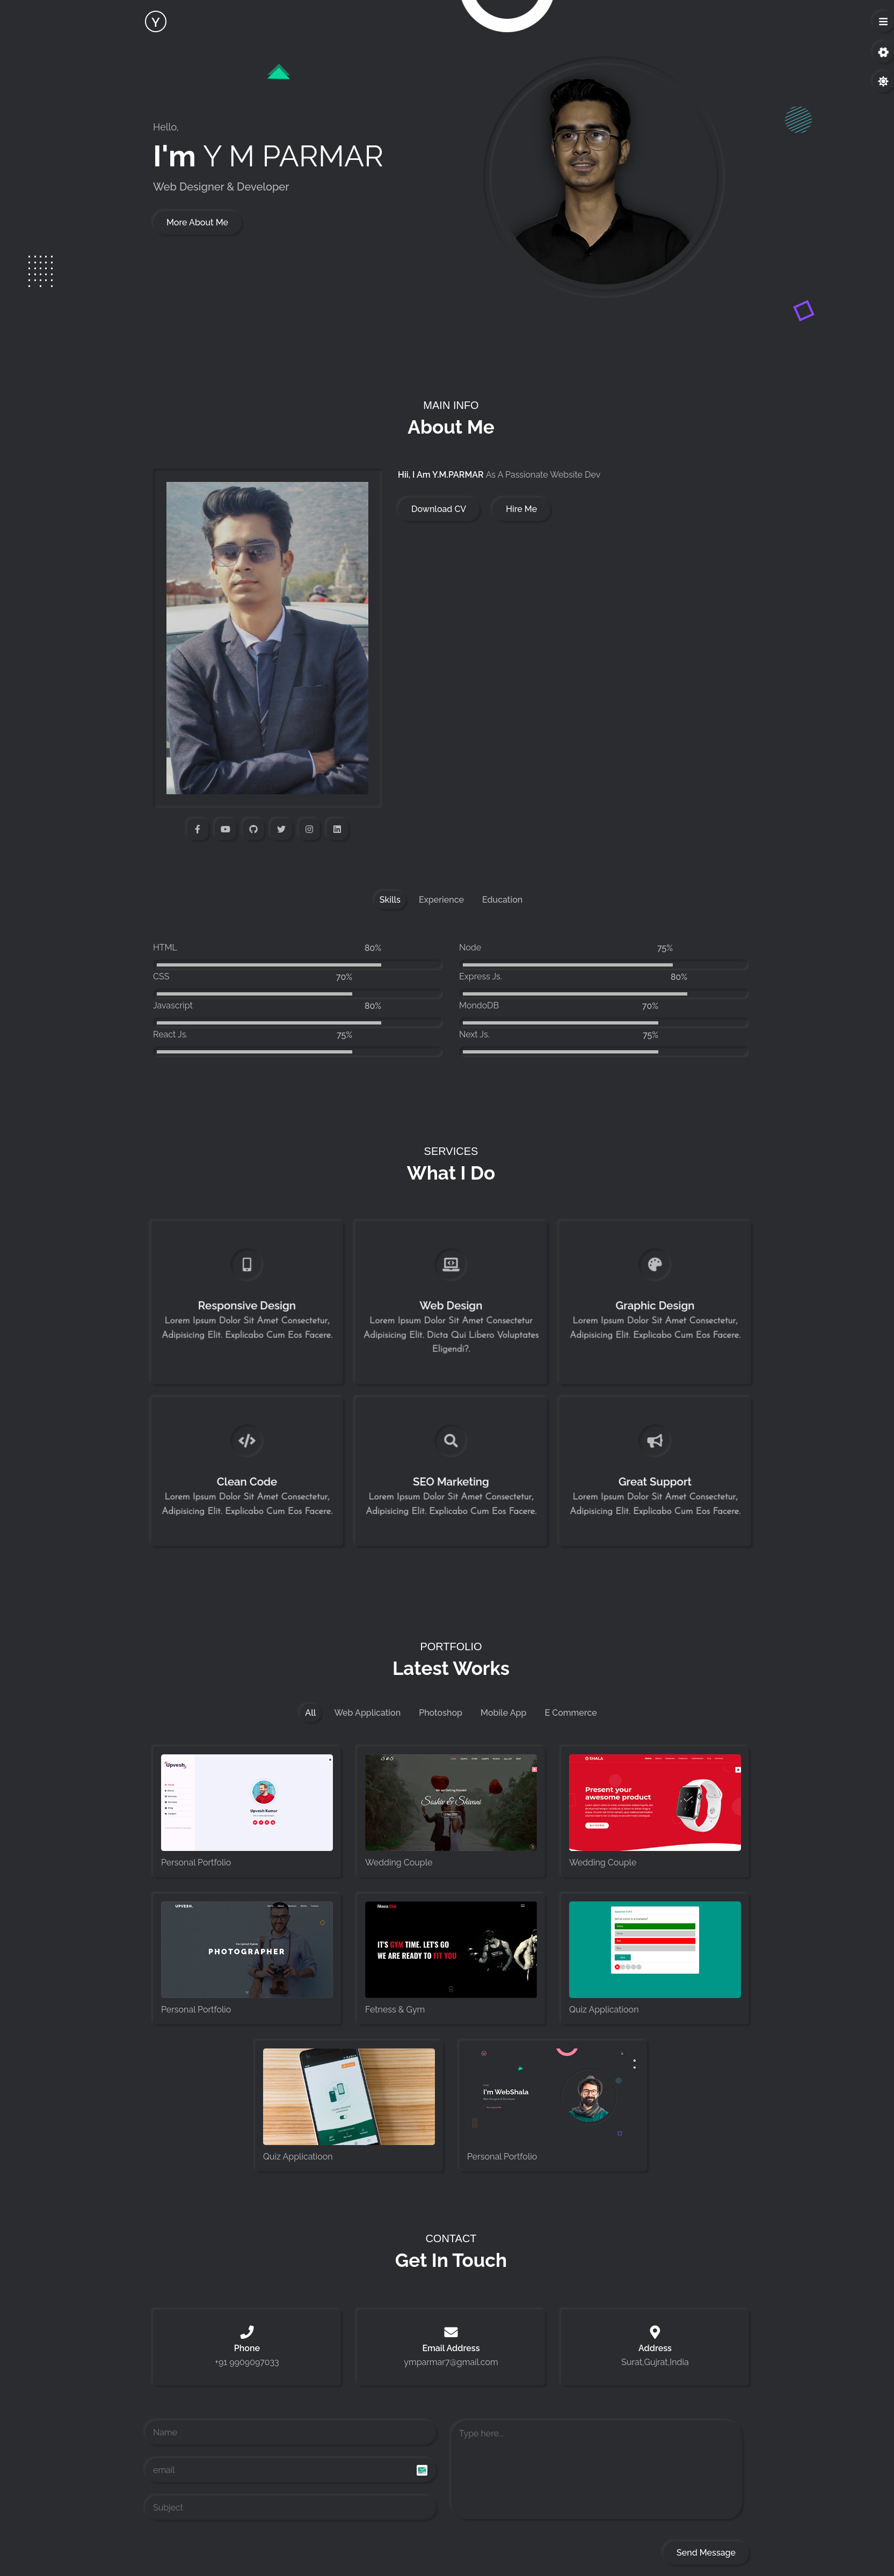 Y
Hello,
I'm Y M PARMAR
Web Designer & Developer
More About Me
MAIN INFO
About Me
Hii, I Am Y.M.PARMAR As A Passionate Website Dev
Download CV
Hire Me
Skills
Experience
Education
HTML 80%
CSS 70%
Javascript 80%
React Js. 75%
Node 75%
Express Js. 80%
MondoDB 70%
Next Js. 75%
SERVICES
What I Do
Responsive Design
Lorem Ipsum Dolor Sit Amet Consectetur,
Adipisicing Elit. Explicabo Cum Eos Facere.
Web Design
Lorem Ipsum Dolor Sit Amet Consectetur
Adipisicing Elit. Dicta Qui Libero Voluptates
Eligendi?.
Graphic Design
Lorem Ipsum Dolor Sit Amet Consectetur,
Adipisicing Elit. Explicabo Cum Eos Facere.
Clean Code
Lorem Ipsum Dolor Sit Amet Consectetur,
Adipisicing Elit. Explicabo Cum Eos Facere.
SEO Marketing
Lorem Ipsum Dolor Sit Amet Consectetur,
Adipisicing Elit. Explicabo Cum Eos Facere.
Great Support
Lorem Ipsum Dolor Sit Amet Consectetur,
Adipisicing Elit. Explicabo Cum Eos Facere.
PORTFOLIO
Latest Works
All
Web Application
Photoshop
Mobile App
E Commerce
Upvesh
Upvesh Kumar
Personal Portfolio
Soskir & Shivani
Wedding Couple
SHALA
Present your
awesome product
Wedding Couple
UPVESH.
PHOTOGRAPHER
Personal Portfolio
IT'S GYM TIME. LET'S GO
WE ARE READY TO FIT YOU
Fetness & Gym
Quiz Applicatioon
Quiz Applicatioon
I'm WebShala
Personal Portfolio
CONTACT
Get In Touch
Phone
+91 9909097033
Email Address
ymparmar7@gmail.com
Address
Surat,Gujrat,India
Name
email
Subject
Type here...
Send Message